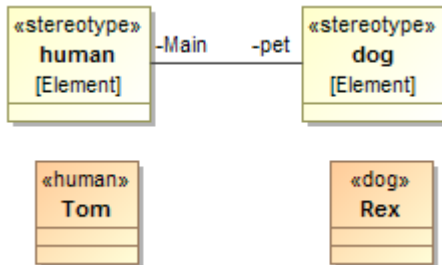 «stereotype»
human
[Element]
-Main
-pet
«stereotype»
dog
[Element]
«human»
Tom
«dog»
Rex